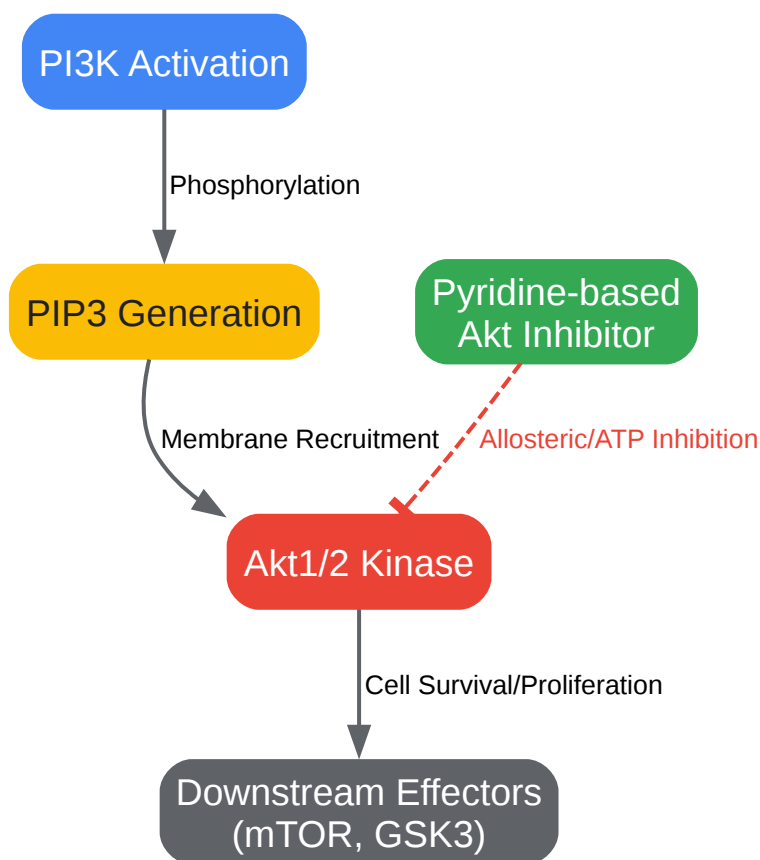 PI3K Activation
Phosphorylation
PIP3 Generation
Pyridine-based
Akt Inhibitor
Membrane Recruitment
Allosteric/ATP Inhibition
Akt1/2 Kinase
Cell Survival/Proliferation
Downstream Effectors
(mTOR, GSK3)